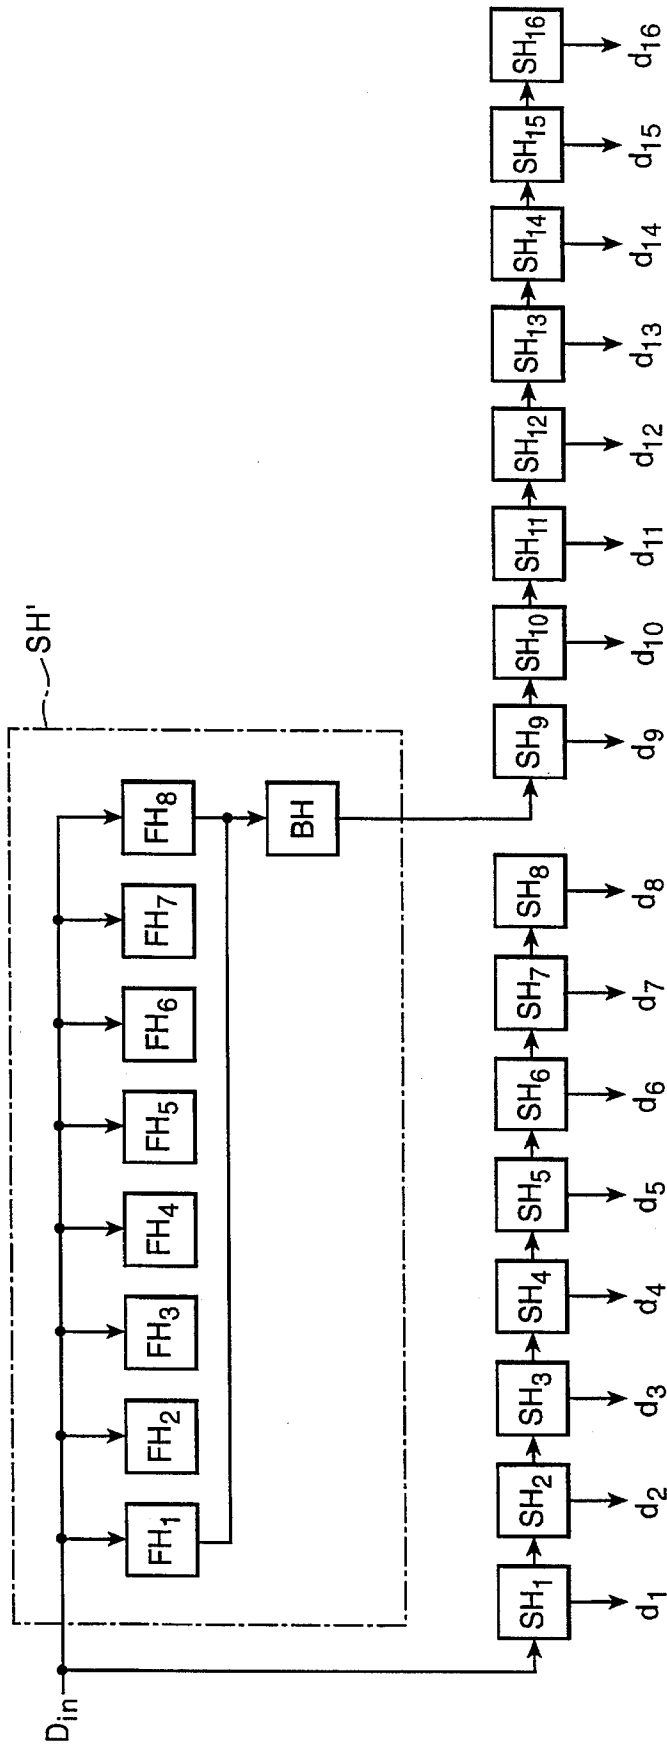 SH'
D_in
FH₁ FH₂ FH₃ FH₄ FH₅ FH₆ FH₇ FH₈
BH
SH₁ SH₂ SH₃ SH₄ SH₅ SH₆ SH₇ SH₈ SH₉ SH₁₀ SH₁₁ SH₁₂ SH₁₃ SH₁₄ SH₁₅ SH₁₆
d₁ d₂ d₃ d₄ d₅ d₆ d₇ d₈ d₉ d₁₀ d₁₁ d₁₂ d₁₃ d₁₄ d₁₅ d₁₆